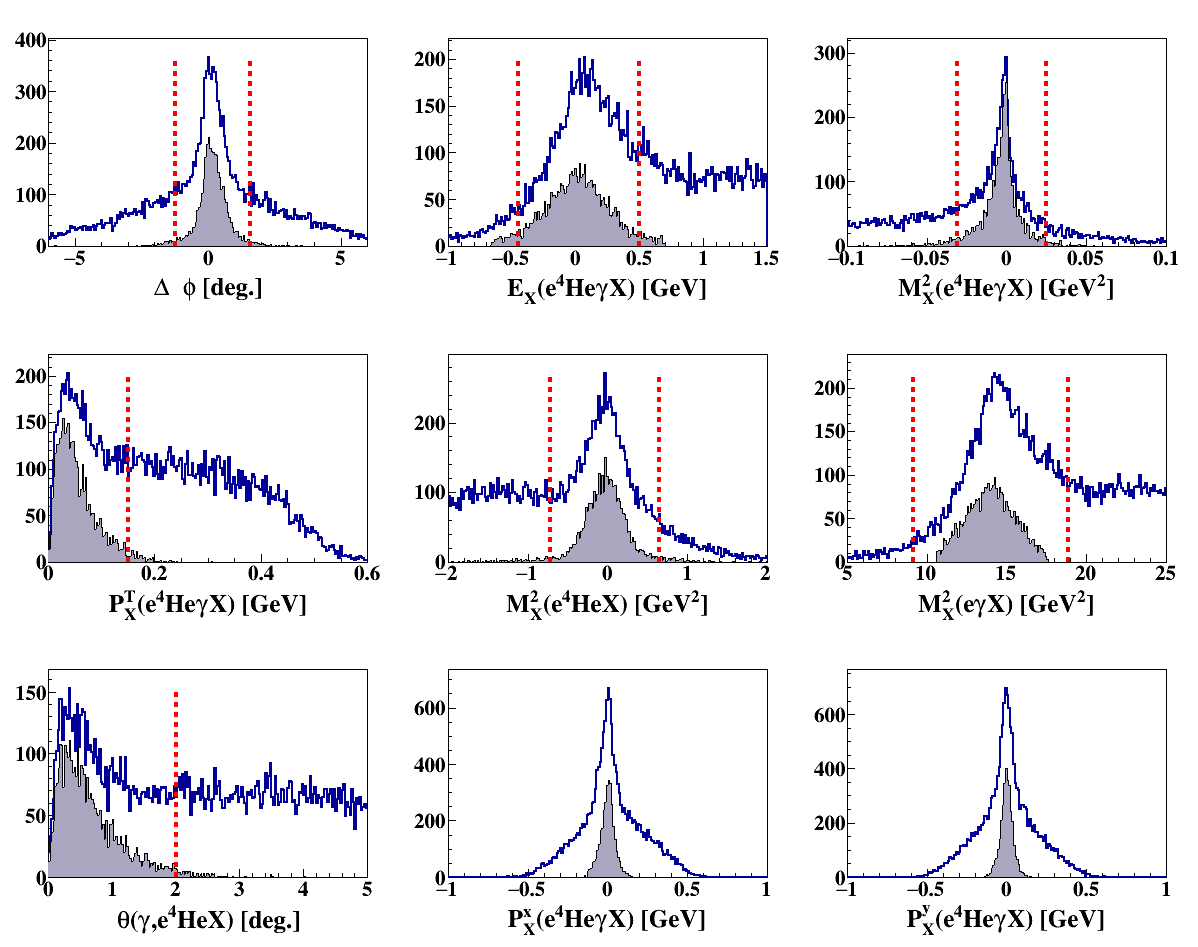 400
300
200
100
0
−5 0 5
Δ ϕ [deg.]
200
150
100
50
0
−1 −0.5 0 0.5 1 1.5
E_X(e⁴HeγX) [GeV]
300
200
100
0
−0.1 −0.05 0 0.05 0.1
M²_X(e⁴HeγX) [GeV²]
200
150
100
50
0
0 0.2 0.4 0.6
P^T_X(e⁴HeγX) [GeV]
200
100
0
−2 −1 0 1 2
M²_X(e⁴HeX) [GeV²]
200
150
100
50
0
5 10 15 20 25
M²_X(eγX) [GeV²]
150
100
50
0
0 1 2 3 4 5
θ(γ,e⁴HeX) [deg.]
600
400
200
0
−1 −0.5 0 0.5 1
P^x_X(e⁴HeγX) [GeV]
600
400
200
0
−1 −0.5 0 0.5 1
P^y_X(e⁴HeγX) [GeV]